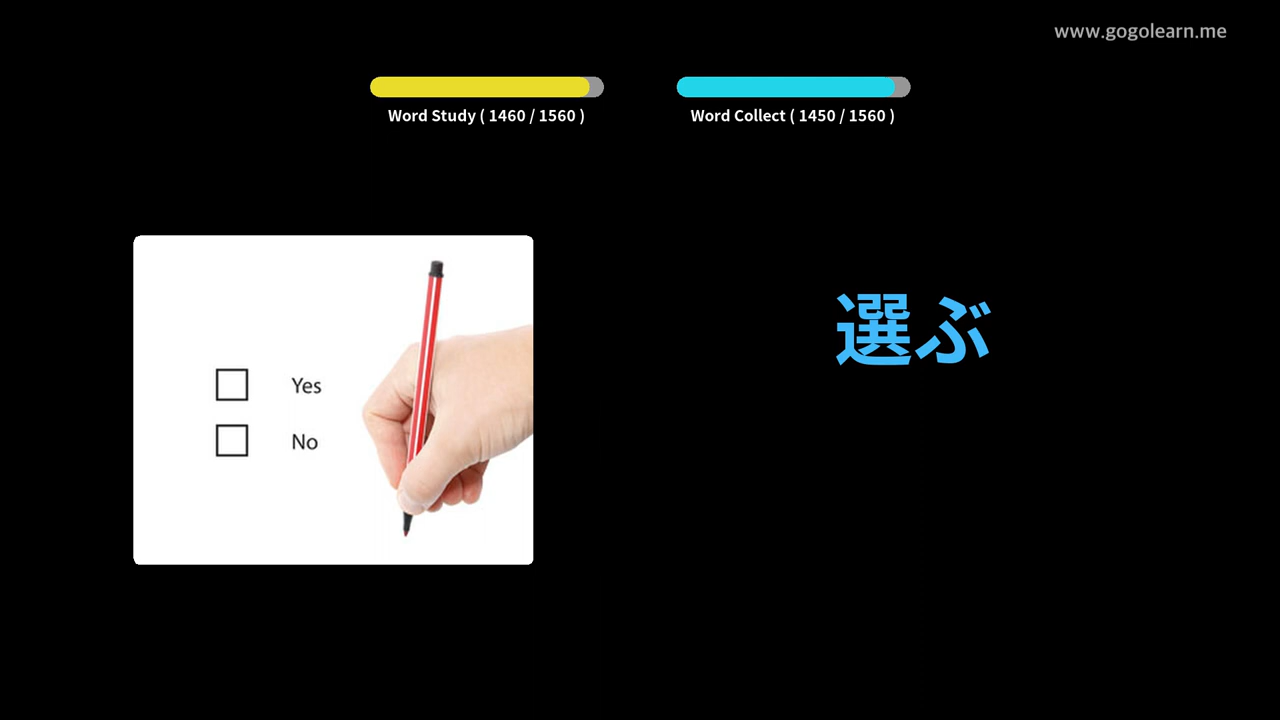 www.gogolearn.me
Word Study ( 1460 / 1560 )
Word Collect ( 1450 / 1560 )
選ぶ
Yes
No